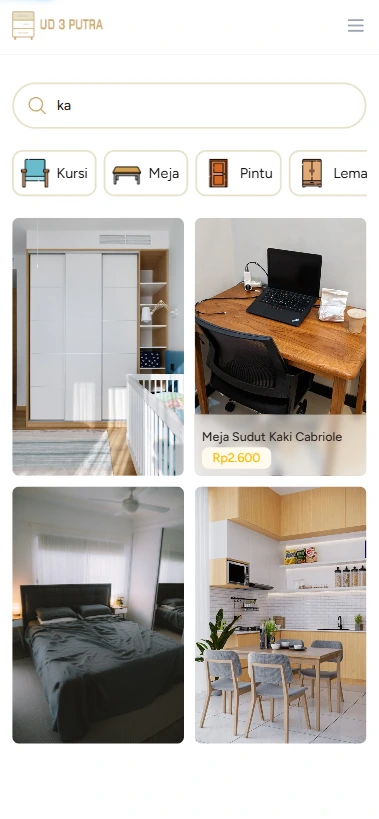 UD 3 PUTRA
ka
Kursi
Meja
Pintu
Lema
Meja Sudut Kaki Cabriole
Rp2.600